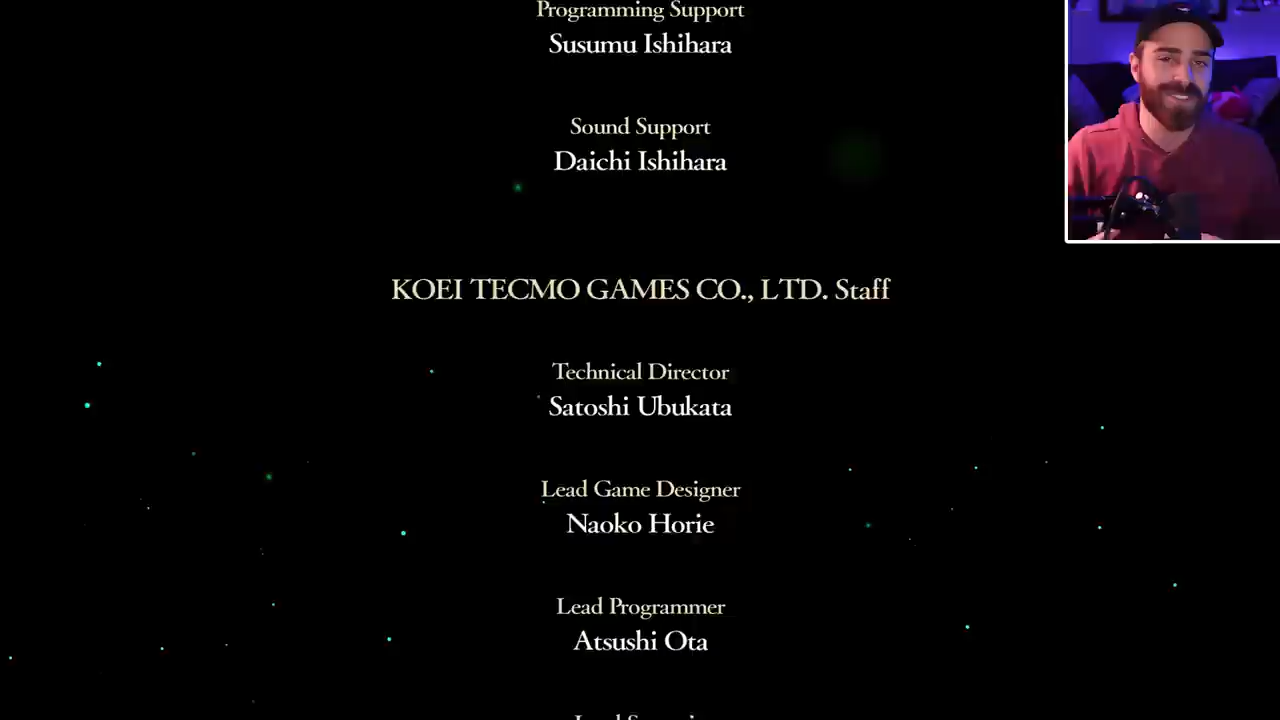 Programming Support
Susumu Ishihara
Sound Support
Daichi Ishihara
KOEI TECMO GAMES CO., LTD. Staff
Technical Director
Satoshi Ubukata
Lead Game Designer
Naoko Horie
Lead Programmer
Atsushi Ota